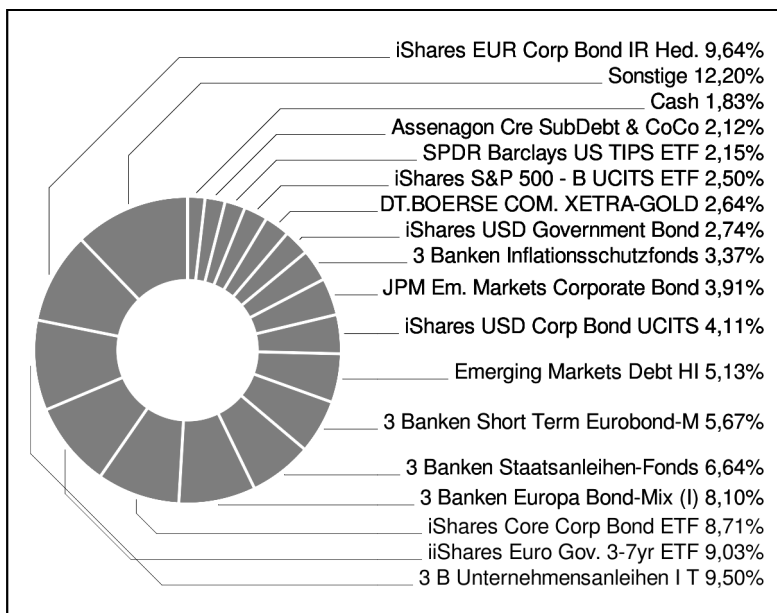 iShares EUR Corp Bond IR Hed. 9,64%
Sonstige 12,20%
Cash 1,83%
Assenagon Cre SubDebt & CoCo 2,12%
SPDR Barclays US TIPS ETF 2,15%
iShares S&P 500 - B UCITS ETF 2,50%
DT.BOERSE COM. XETRA-GOLD 2,64%
iShares USD Government Bond 2,74%
3 Banken Inflationsschutzfonds 3,37%
JPM Em. Markets Corporate Bond 3,91%
iShares USD Corp Bond UCITS 4,11%
Emerging Markets Debt HI 5,13%
3 Banken Short Term Eurobond-M 5,67%
3 Banken Staatsanleihen-Fonds 6,64%
3 Banken Europa Bond-Mix (I) 8,10%
iShares Core Corp Bond ETF 8,71%
iiShares Euro Gov. 3-7yr ETF 9,03%
3 B Unternehmensanleihen I T 9,50%